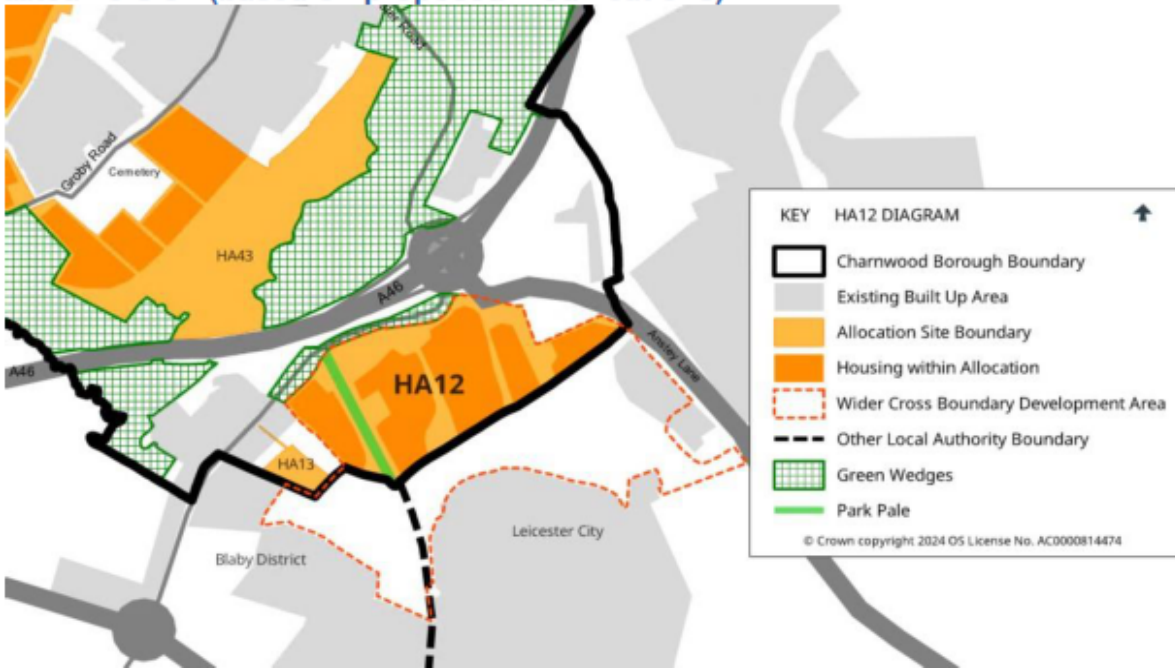 Groby Road
Cemetery
HA43
A46
A46
HA12
HA13
Anstey Lane
Leicester City
Blaby District
KEY HA12 DIAGRAM
Charnwood Borough Boundary
Existing Built Up Area
Allocation Site Boundary
Housing within Allocation
Wider Cross Boundary Development Area
Other Local Authority Boundary
Green Wedges
Park Pale
© Crown copyright 2024 OS License No. AC0000814474